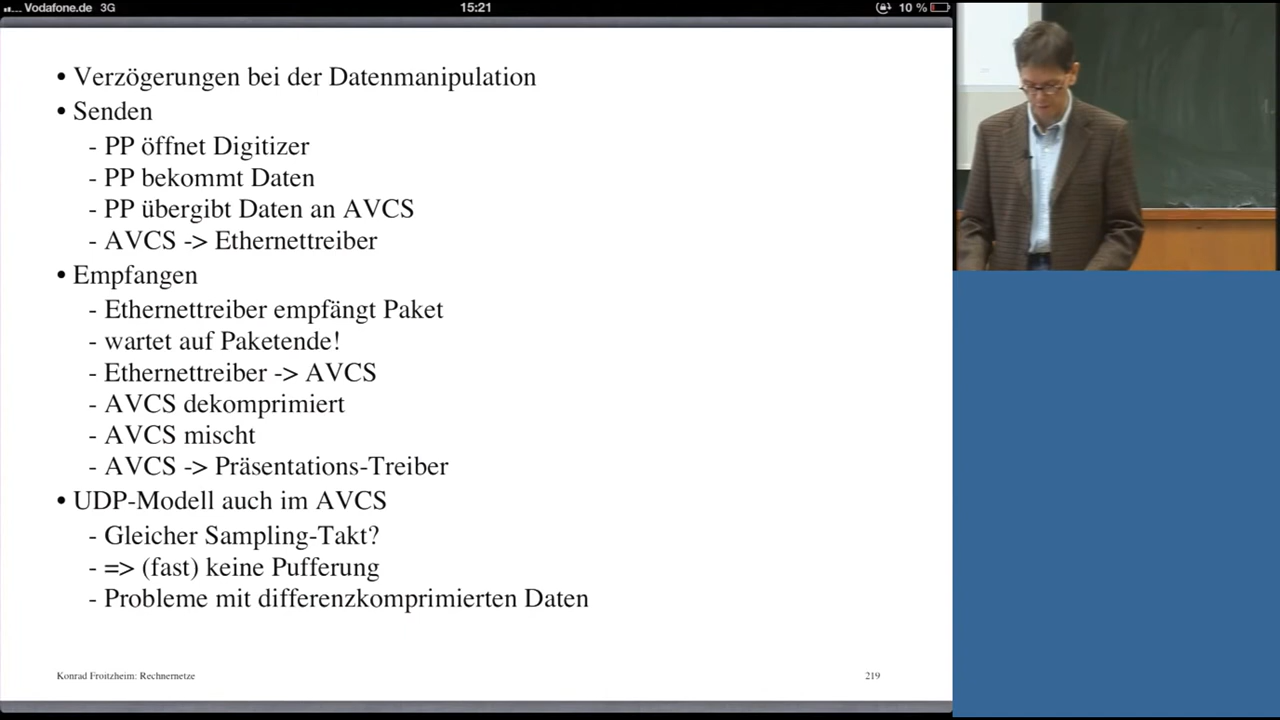 Vodafone.de 3G 15:21 10 %
• Verzögerungen bei der Datenmanipulation
• Senden
- PP öffnet Digitizer
- PP bekommt Daten
- PP übergibt Daten an AVCS
- AVCS -> Ethernettreiber
• Empfangen
- Ethernettreiber empfängt Paket
- wartet auf Paketende!
- Ethernettreiber -> AVCS
- AVCS dekomprimiert
- AVCS mischt
- AVCS -> Präsentations-Treiber
• UDP-Modell auch im AVCS
- Gleicher Sampling-Takt?
- => (fast) keine Pufferung
- Probleme mit differenzkomprimierten Daten
Konrad Froitzheim: Rechnernetze 219